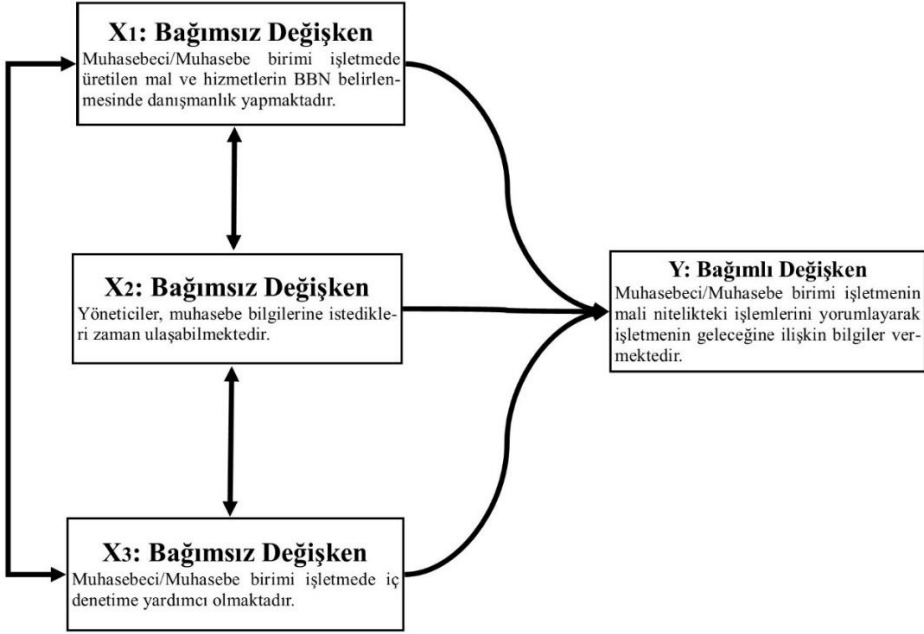 X1: Bağımsız Değişken
Muhasebeci/Muhasebe birimi işletmede
üretilen mal ve hizmetlerin BBN belirlen-
mesinde danışmanlık yapmaktadır.
X2: Bağımsız Değişken
Yöneticiler, muhasebe bilgilerine istedikle-
ri zaman ulaşabilmektedir.
Y: Bağımlı Değişken
Muhasebeci/Muhasebe birimi işletmenin
mali nitelikteki işlemlerini yorumlayarak
işletmenin geleceğine ilişkin bilgiler ver-
mektedir.
X3: Bağımsız Değişken
Muhasebeci/Muhasebe birimi işletmede iç
denetime yardımcı olmaktadır.